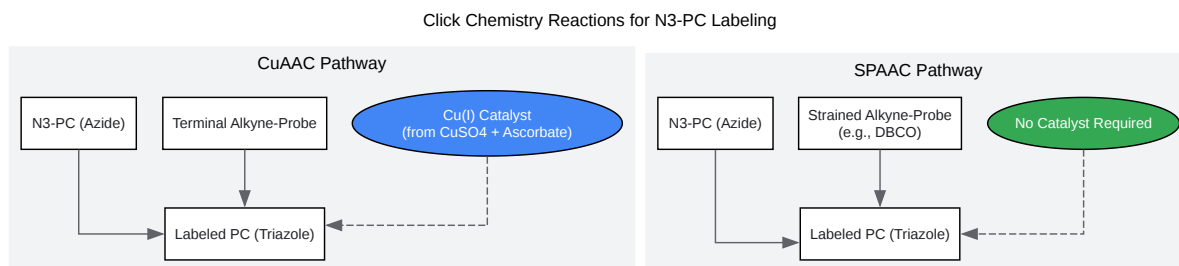 Click Chemistry Reactions for N3-PC Labeling
CuAAC Pathway
N3-PC (Azide)
Terminal Alkyne-Probe
Cu(I) Catalyst
(from CuSO4 + Ascorbate)
Labeled PC (Triazole)
SPAAC Pathway
N3-PC (Azide)
Strained Alkyne-Probe
(e.g., DBCO)
No Catalyst Required
Labeled PC (Triazole)